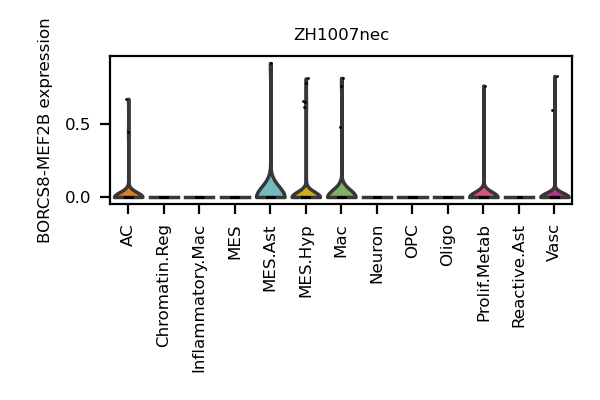 ZH1007nec
BORCS8-MEF2B expression
0.5
0.0
AC
Chromatin.Reg
Inflammatory.Mac
MES
MES.Ast
MES.Hyp
Mac
Neuron
OPC
Oligo
Prolif.Metab
Reactive.Ast
Vasc